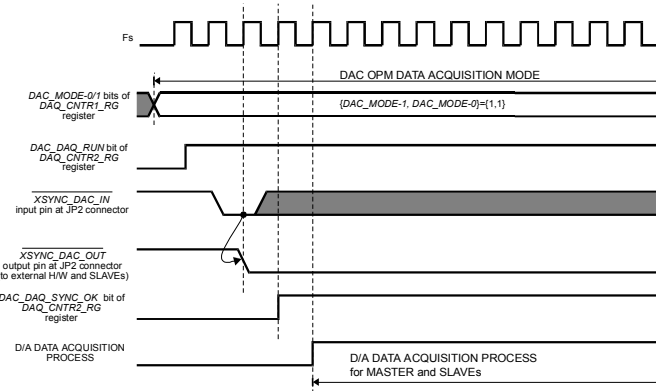 Fs
DAC OPM DATA ACQUISITION MODE
DAC_MODE-0/1 bits of
DAQ_CNTR1_RG
register
{DAC_MODE-1, DAC_MODE-0}={1,1}
DAC_DAQ_RUN bit of
DAQ_CNTR2_RG
register
XSYNC_DAC_IN
input pin at JP2 connector
XSYNC_DAC_OUT
output pin at JP2 connector
to external H/W and SLAVEs)
DAC_DAQ_SYNC_OK bit of
DAQ_CNTR2_RG
register
D/A DATA ACQUISITION
PROCESS
D/A DATA ACQUISITION PROCESS
for MASTER and SLAVEs